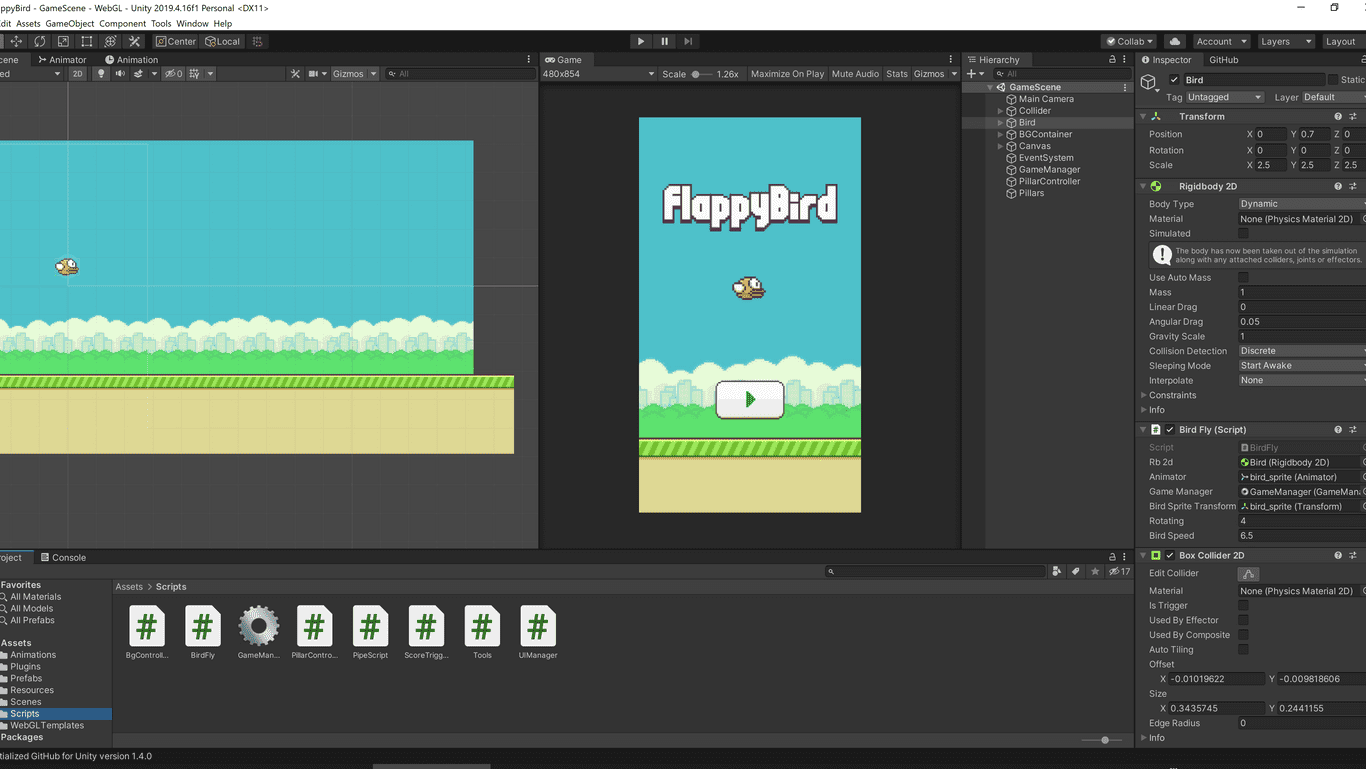 appyBird - GameScene - WebGL - Unity 2019.4.16f1 Personal <DX11>
Edit Assets GameObject Component Tools Window Help
Center Local
Collab Account Layers Layout
Scene Animator Animation
2D 0 Gizmos All
Game
480x854 Scale 1.26x Maximize On Play Mute Audio Stats Gizmos
FlappyBird
Hierarchy
All
GameScene
Main Camera
Collider
Bird
BGContainer
Canvas
EventSystem
GameManager
PillarController
Pillars
Inspector GitHub
Bird Static
Tag Untagged Layer Default
Transform
Position X 0 Y 0.7 Z 0
Rotation X 0 Y 0 Z 0
Scale X 2.5 Y 2.5 Z 2.5
Rigidbody 2D
Body Type Dynamic
Material None (Physics Material 2D)
Simulated
The body has now been taken out of the simulation
along with any attached colliders, joints or effectors.
Use Auto Mass
Mass 1
Linear Drag 0
Angular Drag 0.05
Gravity Scale 1
Collision Detection Discrete
Sleeping Mode Start Awake
Interpolate None
Constraints
Info
# Bird Fly (Script)
Script BirdFly
Rb 2d Bird (Rigidbody 2D)
Animator bird_sprite (Animator)
Game Manager GameManager (GameMana
Bird Sprite Transform bird_sprite (Transform)
Rotating 4
Bird Speed 6.5
Box Collider 2D
Edit Collider
Material None (Physics Material 2D)
Is Trigger
Used By Effector
Used By Composite
Auto Tiling
Offset
X -0.01019622 Y -0.009818606
Size
X 0.3435745 Y 0.2441155
Edge Radius 0
Info
roject Console
17
Favorites
All Materials
All Models
All Prefabs
Assets
Animations
Plugins
Prefabs
Resources
Scenes
Scripts
WebGLTemplates
Packages
Assets > Scripts
# # # # # # #
BgControll... BirdFly GameMan... PillarContro... PipeScript ScoreTrigg... Tools UIManager
tialized GitHub for Unity version 1.4.0